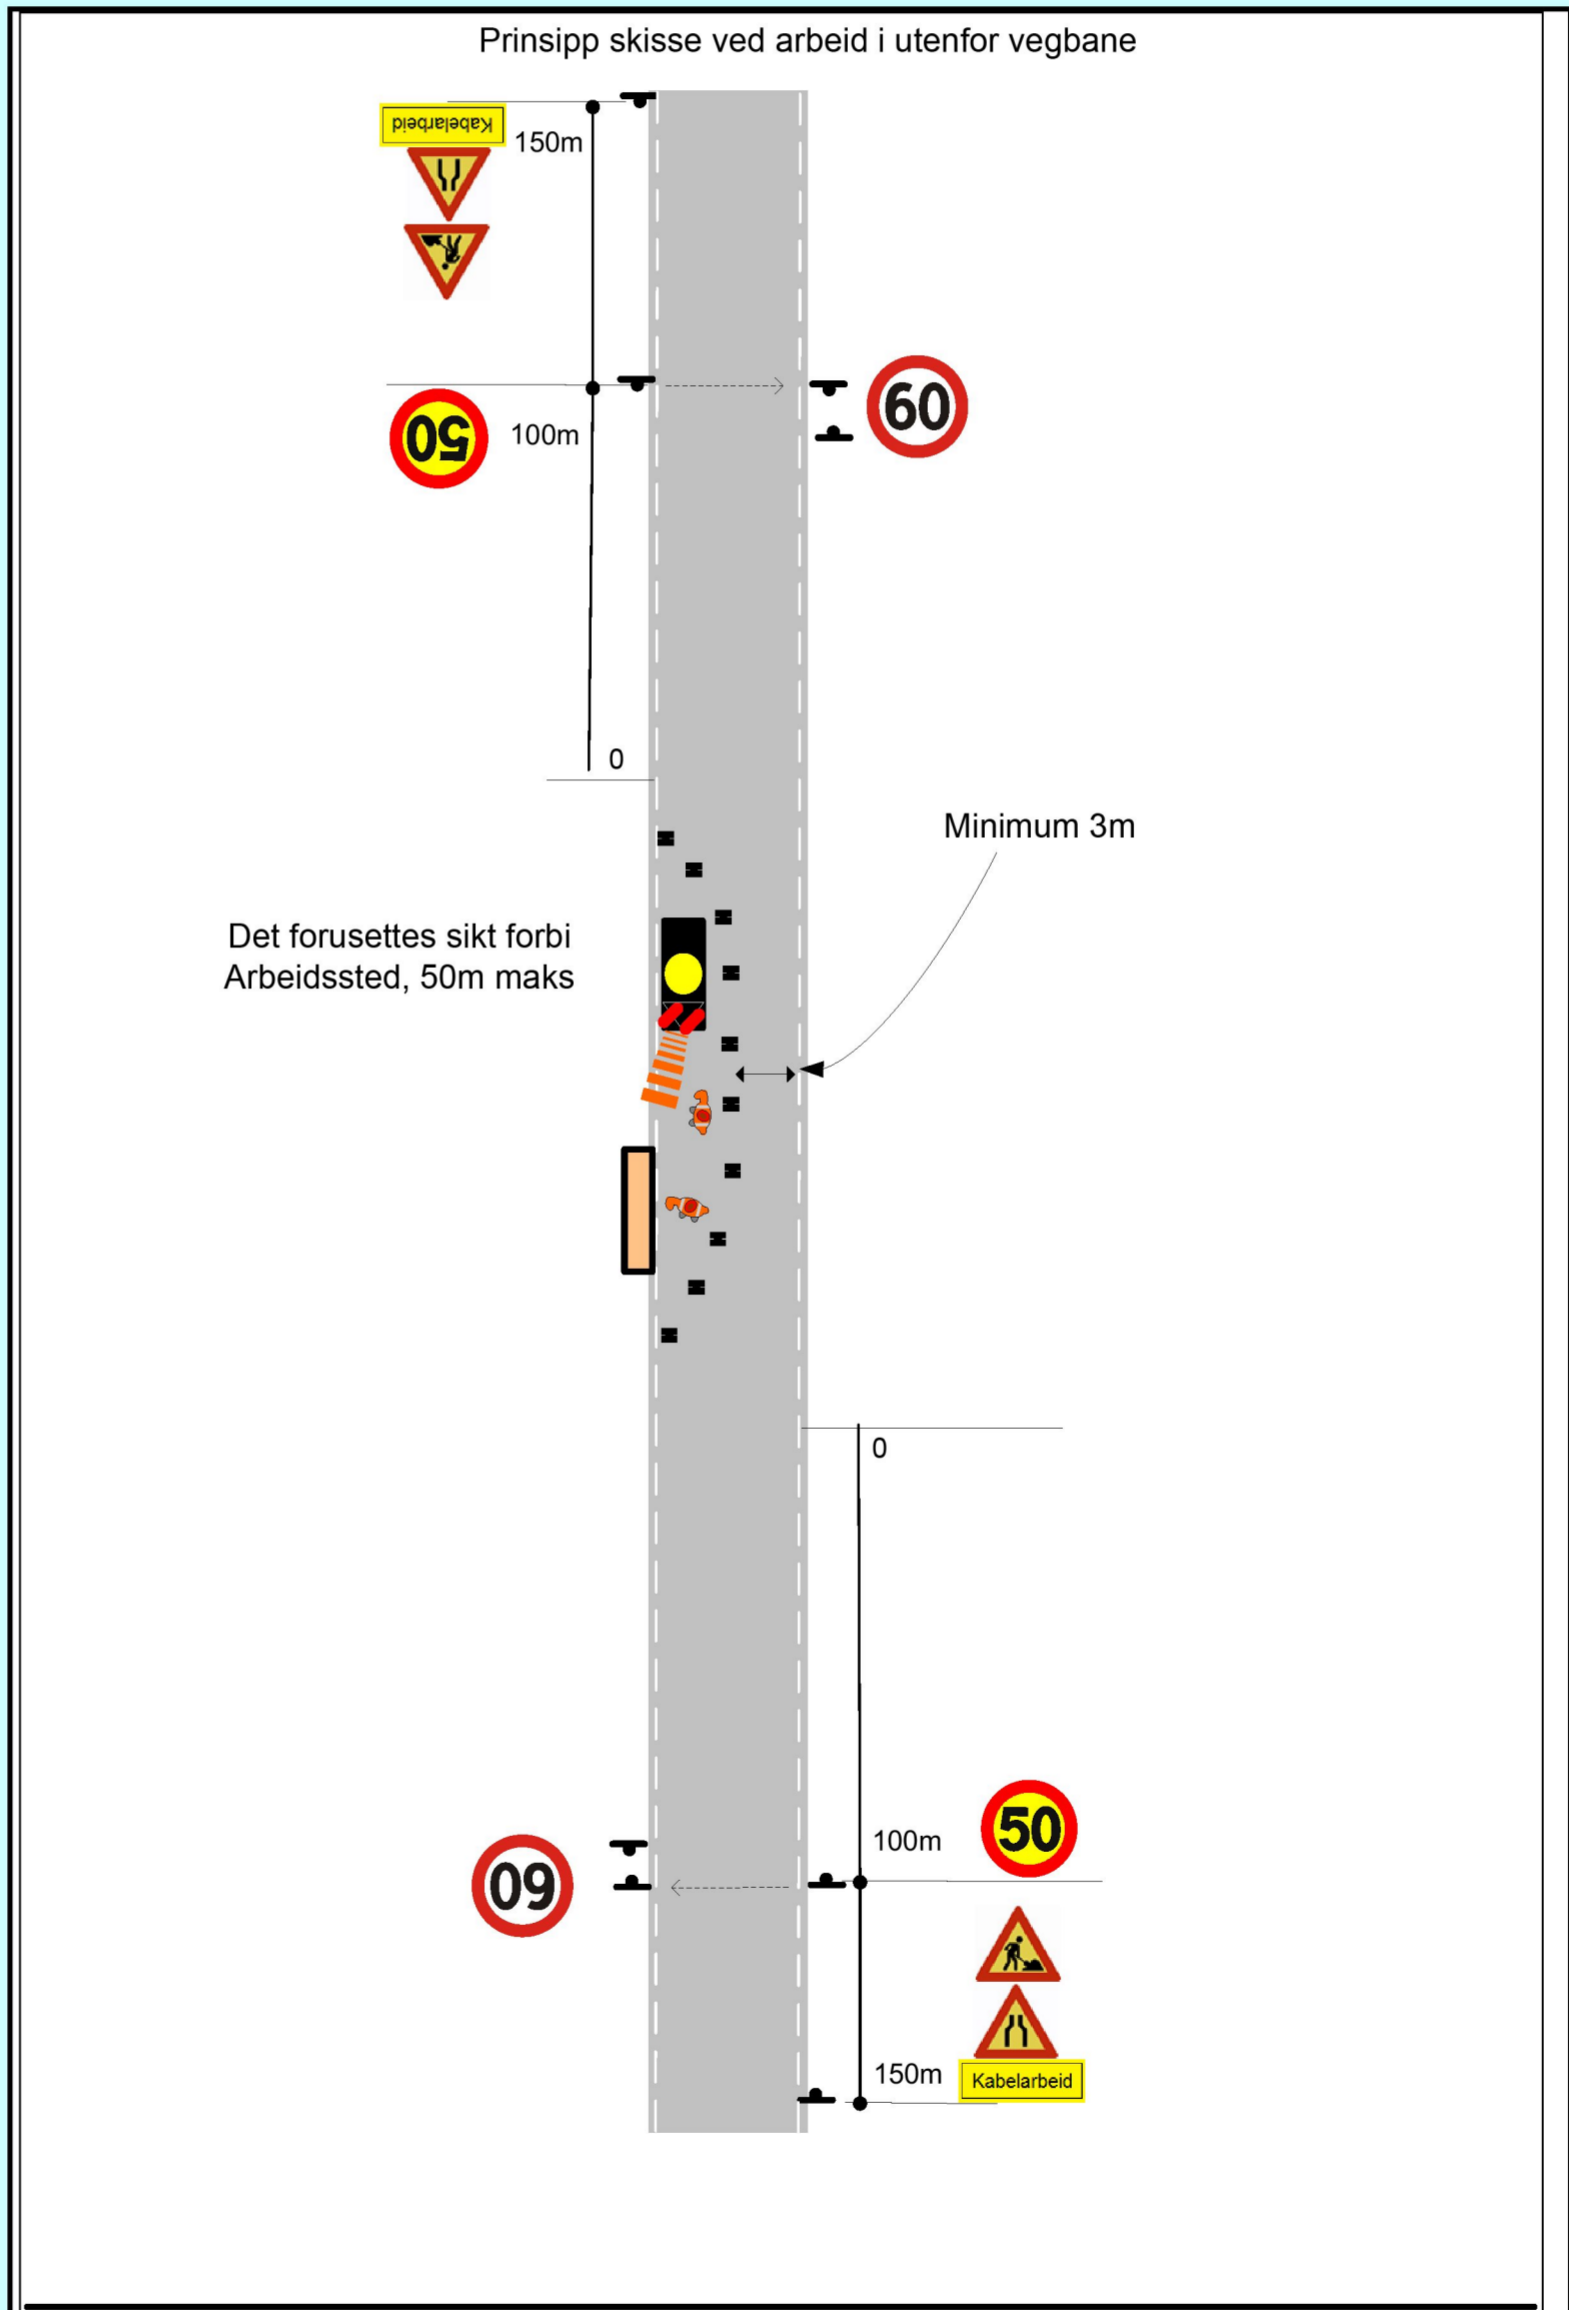 Prinsipp skisse ved arbeid i utenfor vegbane
Kabelarbeid
150m
60
50
100m
0
Minimum 3m
Det forusettes sikt forbi
Arbeidssted, 50m maks
0
50
100m
60
150m
Kabelarbeid